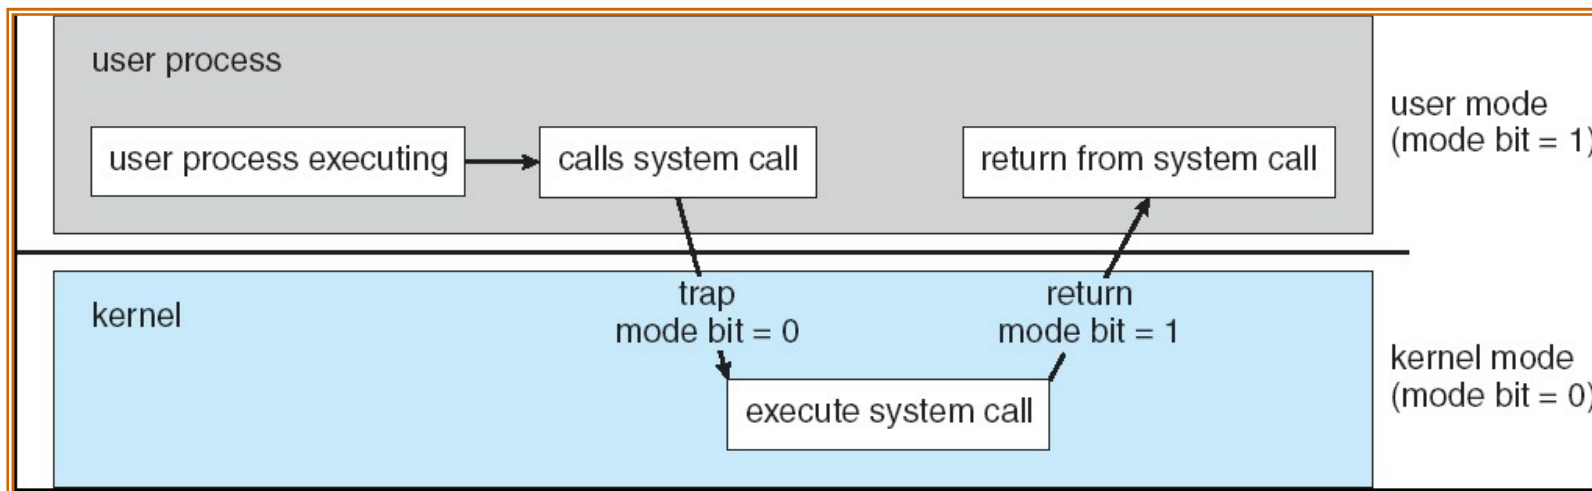 user process
user process executing
calls system call
return from system call
user mode
(mode bit = 1)
kernel
trap
mode bit = 0
return
mode bit = 1
execute system call
kernel mode
(mode bit = 0)